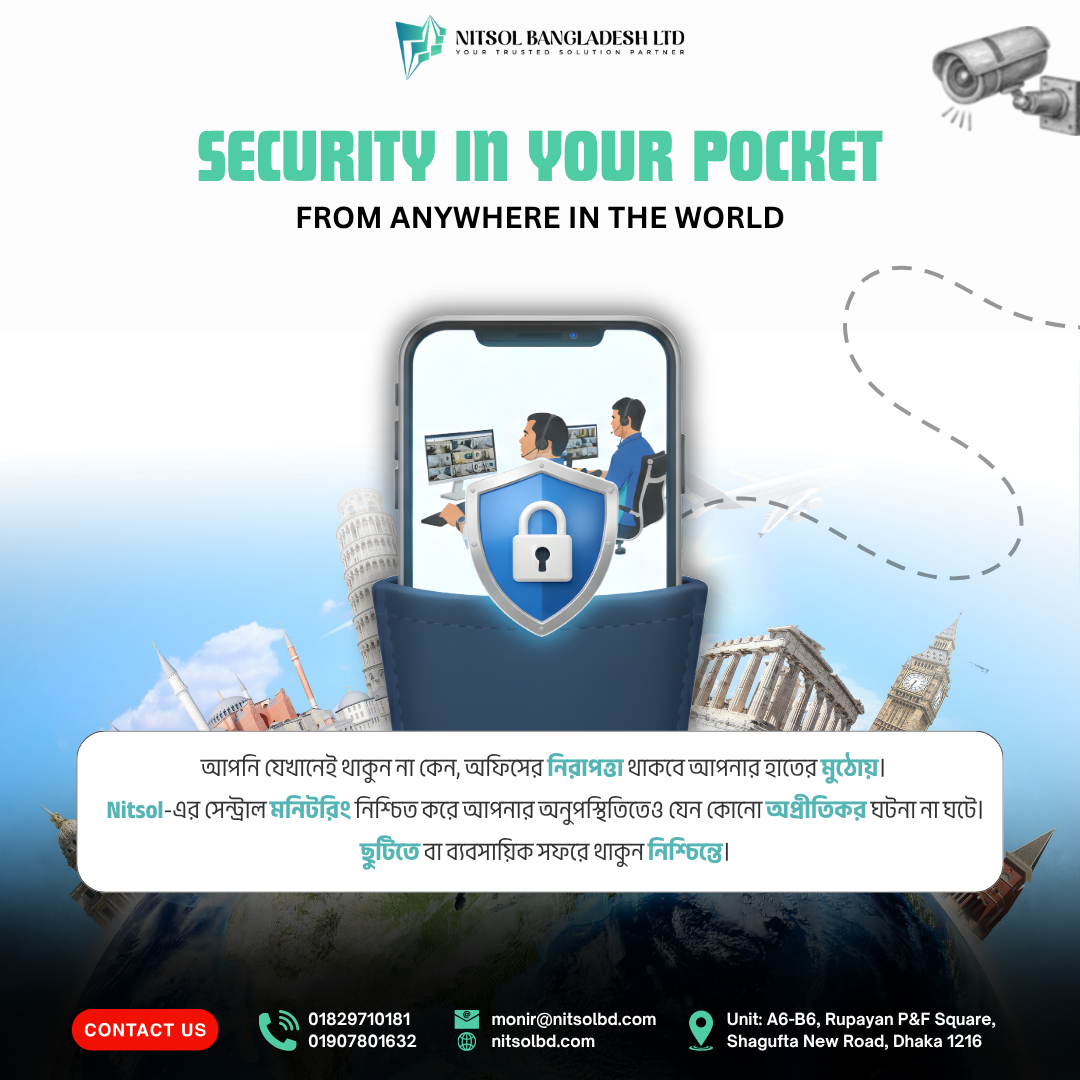 NITSOL BANGLADESH LTD
YOUR TRUSTED SOLUTION PARTNER
SECURITY IN YOUR POCKET
FROM ANYWHERE IN THE WORLD
আপনি যেখানেই থাকুন না কেন, অফিসের নিরাপত্তা থাকবে আপনার হাতের মুঠোয়।
Nitsol-এর সেন্ট্রাল মনিটরিং নিশ্চিত করে আপনার অনুপস্থিতিতেও যেন কোনো অপ্রীতিকর ঘটনা না ঘটে।
ছুটিতে বা ব্যবসায়িক সফরে থাকুন নিশ্চিন্তে।
CONTACT US
01829710181
01907801632
monir@nitsolbd.com
nitsolbd.com
Unit: A6-B6, Rupayan P&F Square,
Shagufta New Road, Dhaka 1216